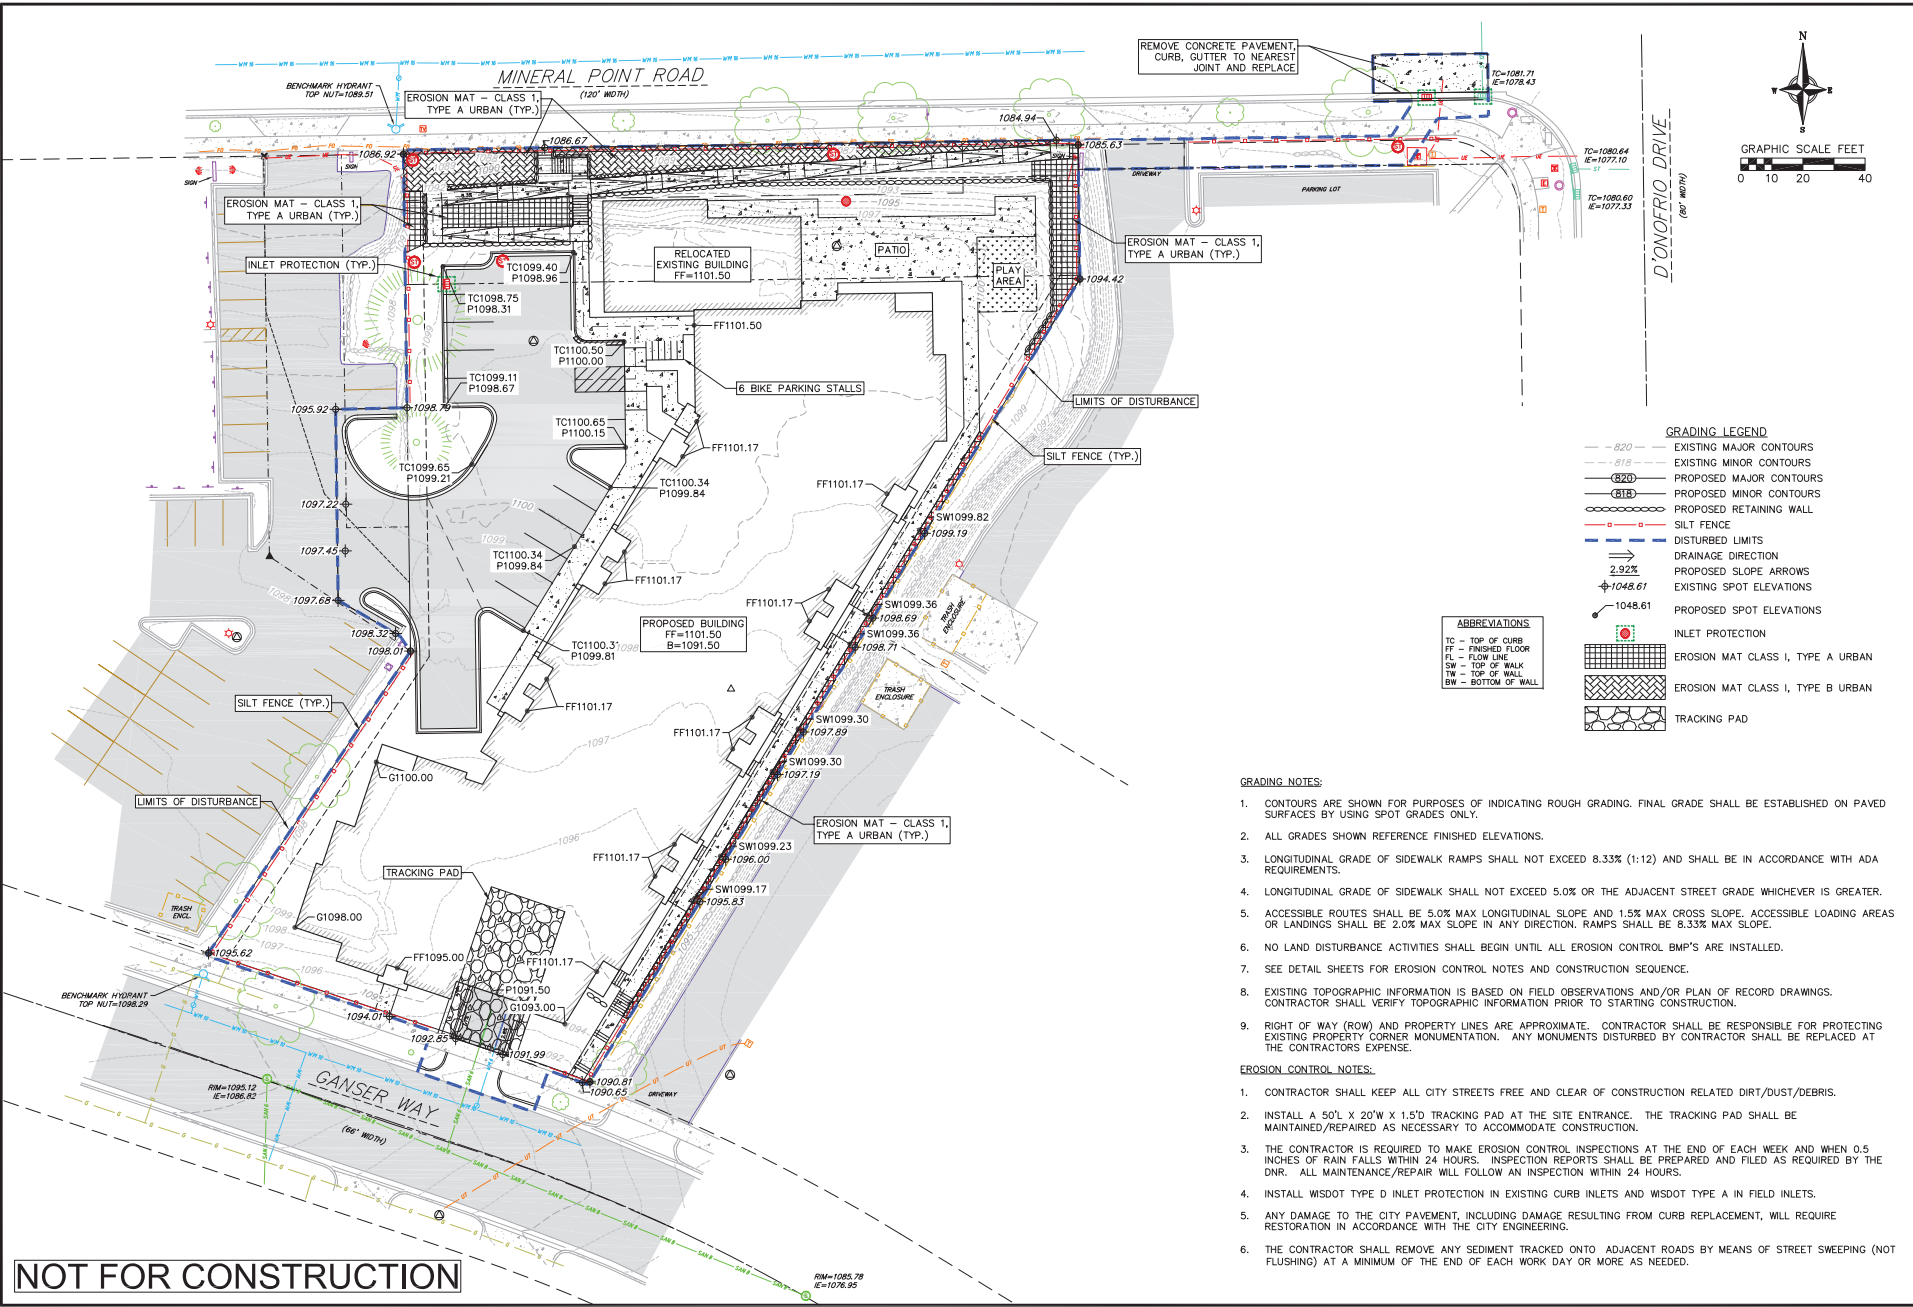 MINERAL POINT ROAD
(120' WIDTH)
BENCHMARK HYDRANT
TOP NUT=1089.51
EROSION MAT - CLASS 1,
TYPE A URBAN (TYP.)
REMOVE CONCRETE PAVEMENT,
CURB, GUTTER TO NEAREST
JOINT AND REPLACE
TC=1081.71
IE=1078.43
TC=1080.64
IE=1077.10
TC=1080.60
IE=1077.33
D'ONOFRIO DRIVE
(80' WIDTH)
N
W
E
S
GRAPHIC SCALE FEET
0 10 20 40
1086.92
1086.67
1084.94
1085.63
SIGN
SIGN
SIGN
DRIVEWAY
PARKING LOT
EROSION MAT - CLASS 1,
TYPE A URBAN (TYP.)
INLET PROTECTION (TYP.)
RELOCATED
EXISTING BUILDING
FF=1101.50
PATIO
PLAY
AREA
EROSION MAT - CLASS 1,
TYPE A URBAN (TYP.)
1094.42
1095
1097
TC1099.40
P1098.96
TC1098.75
P1098.31
FF1101.50
TC1100.50
P1100.00
TC1099.11
P1098.67
6 BIKE PARKING STALLS
LIMITS OF DISTURBANCE
1095.92
1098.79
TC1100.65
P1100.15
FF1101.17
SILT FENCE (TYP.)
TC1099.65
P1099.21
TC1100.34
P1099.84
FF1101.17
1097.22
1100
SW1099.82
1099.19
1097.45
1099
TC1100.34
P1099.84
FF1101.17
1097.68
FF1101.17
SW1099.36
1098.69
TRASH
ENCLOSURE
PROPOSED BUILDING
FF=1101.50
B=1091.50
1098.32
SW1099.36
1098.71
1098.01
TC1100.3
P1099.81
1098
TRASH
ENCLOSURE
SILT FENCE (TYP.)
FF1101.17
SW1099.30
1097.89
FF1101.17
1097
SW1099.30
1097.19
G1100.00
LIMITS OF DISTURBANCE
EROSION MAT - CLASS 1,
TYPE A URBAN (TYP.)
1096
SW1099.23
1096.00
FF1101.17
TRACKING PAD
SW1099.17
1095.83
TRASH
ENCL.
G1098.00
1099
1098
1097
1095.62
1096
FF1095.00
FF1101.17
BENCHMARK HYDRANT
TOP NUT=1098.29
P1091.50
G1093.00
1094.01
1094
1092.85
1091.99
1092
1090.81
1090.65
DRIVEWAY
RIM=1095.12
IE=1086.82
GANSER WAY
(66' WIDTH)
RIM=1085.78
IE=1076.95
NOT FOR CONSTRUCTION
GRADING LEGEND
820 EXISTING MAJOR CONTOURS
818 EXISTING MINOR CONTOURS
820 PROPOSED MAJOR CONTOURS
818 PROPOSED MINOR CONTOURS
PROPOSED RETAINING WALL
SILT FENCE
DISTURBED LIMITS
DRAINAGE DIRECTION
2.92% PROPOSED SLOPE ARROWS
1048.61 EXISTING SPOT ELEVATIONS
1048.61 PROPOSED SPOT ELEVATIONS
INLET PROTECTION
EROSION MAT CLASS I, TYPE A URBAN
EROSION MAT CLASS I, TYPE B URBAN
TRACKING PAD
ABBREVIATIONS
TC - TOP OF CURB
FF - FINISHED FLOOR
FL - FLOW LINE
SW - TOP OF WALK
TW - TOP OF WALL
BW - BOTTOM OF WALL
GRADING NOTES:
1. CONTOURS ARE SHOWN FOR PURPOSES OF INDICATING ROUGH GRADING. FINAL GRADE SHALL BE ESTABLISHED ON PAVED
SURFACES BY USING SPOT GRADES ONLY.
2. ALL GRADES SHOWN REFERENCE FINISHED ELEVATIONS.
3. LONGITUDINAL GRADE OF SIDEWALK RAMPS SHALL NOT EXCEED 8.33% (1:12) AND SHALL BE IN ACCORDANCE WITH ADA
REQUIREMENTS.
4. LONGITUDINAL GRADE OF SIDEWALK SHALL NOT EXCEED 5.0% OR THE ADJACENT STREET GRADE WHICHEVER IS GREATER.
5. ACCESSIBLE ROUTES SHALL BE 5.0% MAX LONGITUDINAL SLOPE AND 1.5% MAX CROSS SLOPE. ACCESSIBLE LOADING AREAS
OR LANDINGS SHALL BE 2.0% MAX SLOPE IN ANY DIRECTION. RAMPS SHALL BE 8.33% MAX SLOPE.
6. NO LAND DISTURBANCE ACTIVITIES SHALL BEGIN UNTIL ALL EROSION CONTROL BMP'S ARE INSTALLED.
7. SEE DETAIL SHEETS FOR EROSION CONTROL NOTES AND CONSTRUCTION SEQUENCE.
8. EXISTING TOPOGRAPHIC INFORMATION IS BASED ON FIELD OBSERVATIONS AND/OR PLAN OF RECORD DRAWINGS.
CONTRACTOR SHALL VERIFY TOPOGRAPHIC INFORMATION PRIOR TO STARTING CONSTRUCTION.
9. RIGHT OF WAY (ROW) AND PROPERTY LINES ARE APPROXIMATE. CONTRACTOR SHALL BE RESPONSIBLE FOR PROTECTING
EXISTING PROPERTY CORNER MONUMENTATION. ANY MONUMENTS DISTURBED BY CONTRACTOR SHALL BE REPLACED AT
THE CONTRACTORS EXPENSE.
EROSION CONTROL NOTES:
1. CONTRACTOR SHALL KEEP ALL CITY STREETS FREE AND CLEAR OF CONSTRUCTION RELATED DIRT/DUST/DEBRIS.
2. INSTALL A 50'L X 20'W X 1.5'D TRACKING PAD AT THE SITE ENTRANCE. THE TRACKING PAD SHALL BE
MAINTAINED/REPAIRED AS NECESSARY TO ACCOMMODATE CONSTRUCTION.
3. THE CONTRACTOR IS REQUIRED TO MAKE EROSION CONTROL INSPECTIONS AT THE END OF EACH WEEK AND WHEN 0.5
INCHES OF RAIN FALLS WITHIN 24 HOURS. INSPECTION REPORTS SHALL BE PREPARED AND FILED AS REQUIRED BY THE
DNR. ALL MAINTENANCE/REPAIR WILL FOLLOW AN INSPECTION WITHIN 24 HOURS.
4. INSTALL WISDOT TYPE D INLET PROTECTION IN EXISTING CURB INLETS AND WISDOT TYPE A IN FIELD INLETS.
5. ANY DAMAGE TO THE CITY PAVEMENT, INCLUDING DAMAGE RESULTING FROM CURB REPLACEMENT, WILL REQUIRE
RESTORATION IN ACCORDANCE WITH THE CITY ENGINEERING.
6. THE CONTRACTOR SHALL REMOVE ANY SEDIMENT TRACKED ONTO ADJACENT ROADS BY MEANS OF STREET SWEEPING (NOT
FLUSHING) AT A MINIMUM OF THE END OF EACH WORK DAY OR MORE AS NEEDED.